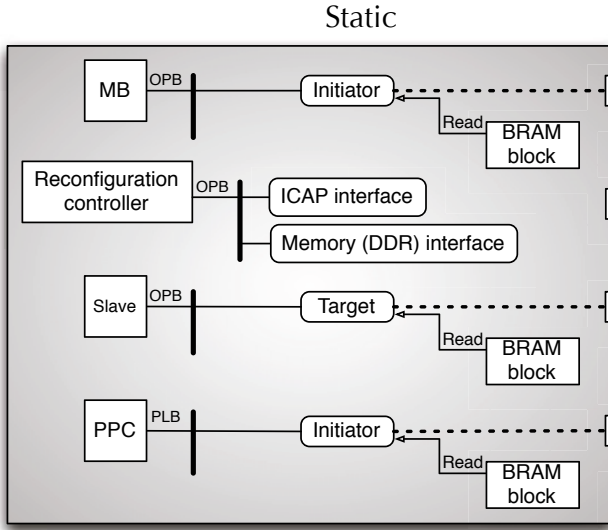 Static
MB
OPB
Initiator
Read
BRAM
block
Reconfiguration
controller
OPB
ICAP interface
Memory (DDR) interface
Slave
OPB
Target
Read
BRAM
block
PPC
PLB
Initiator
Read
BRAM
block